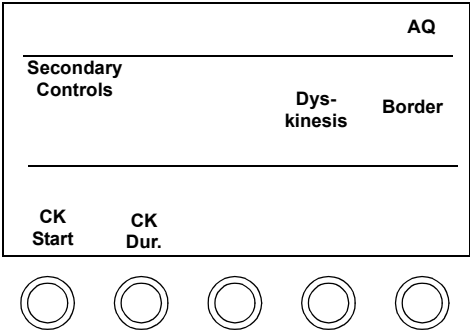 AQ
Secondary
Controls
Dys-
kinesis
Border
CK
Start
CK
Dur.